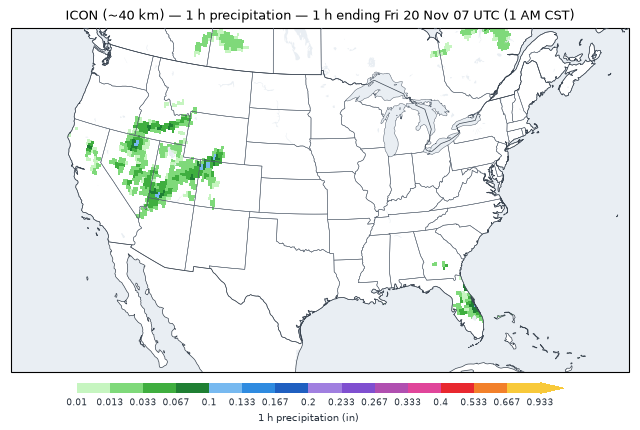 ICON (~40 km) — 1 h precipitation — 1 h ending Fri 20 Nov 07 UTC (1 AM CST)
0.01 0.013 0.033 0.067 0.1 0.133 0.167 0.2 0.233 0.267 0.333 0.4 0.533 0.667 0.933
1 h precipitation (in)